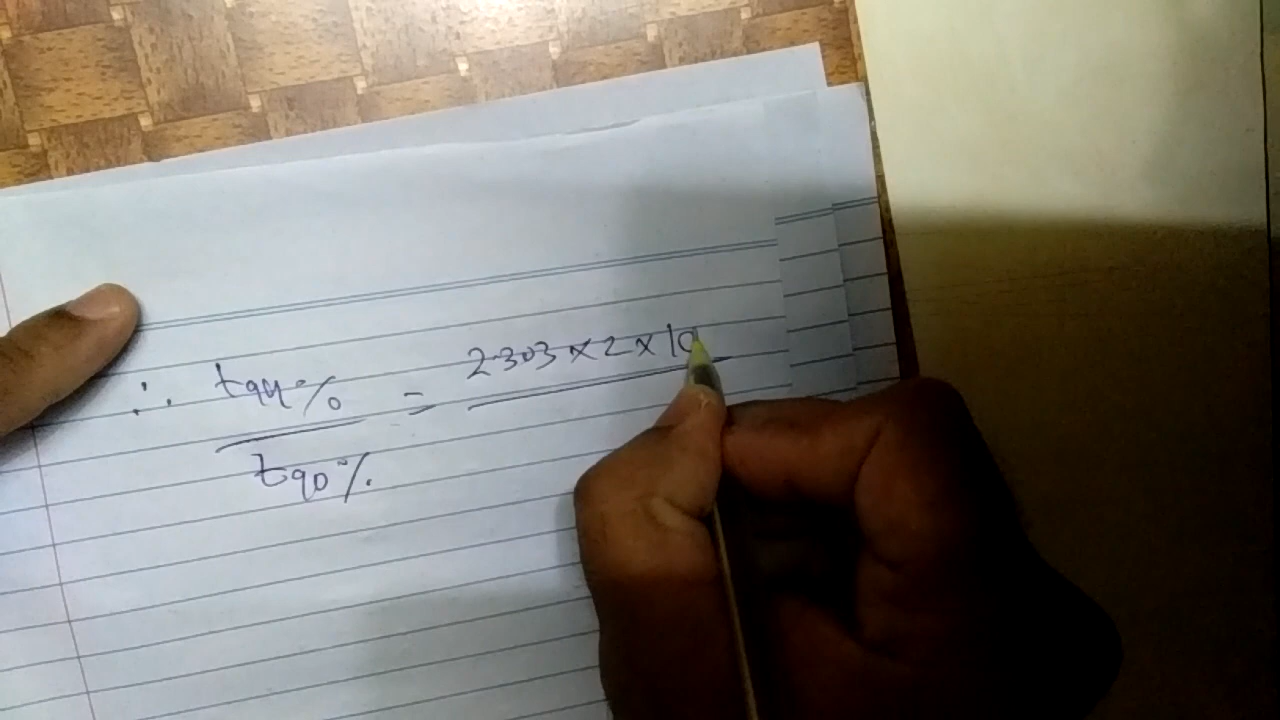 ∴ t99% / t90% = 2.303 × 2 × 10